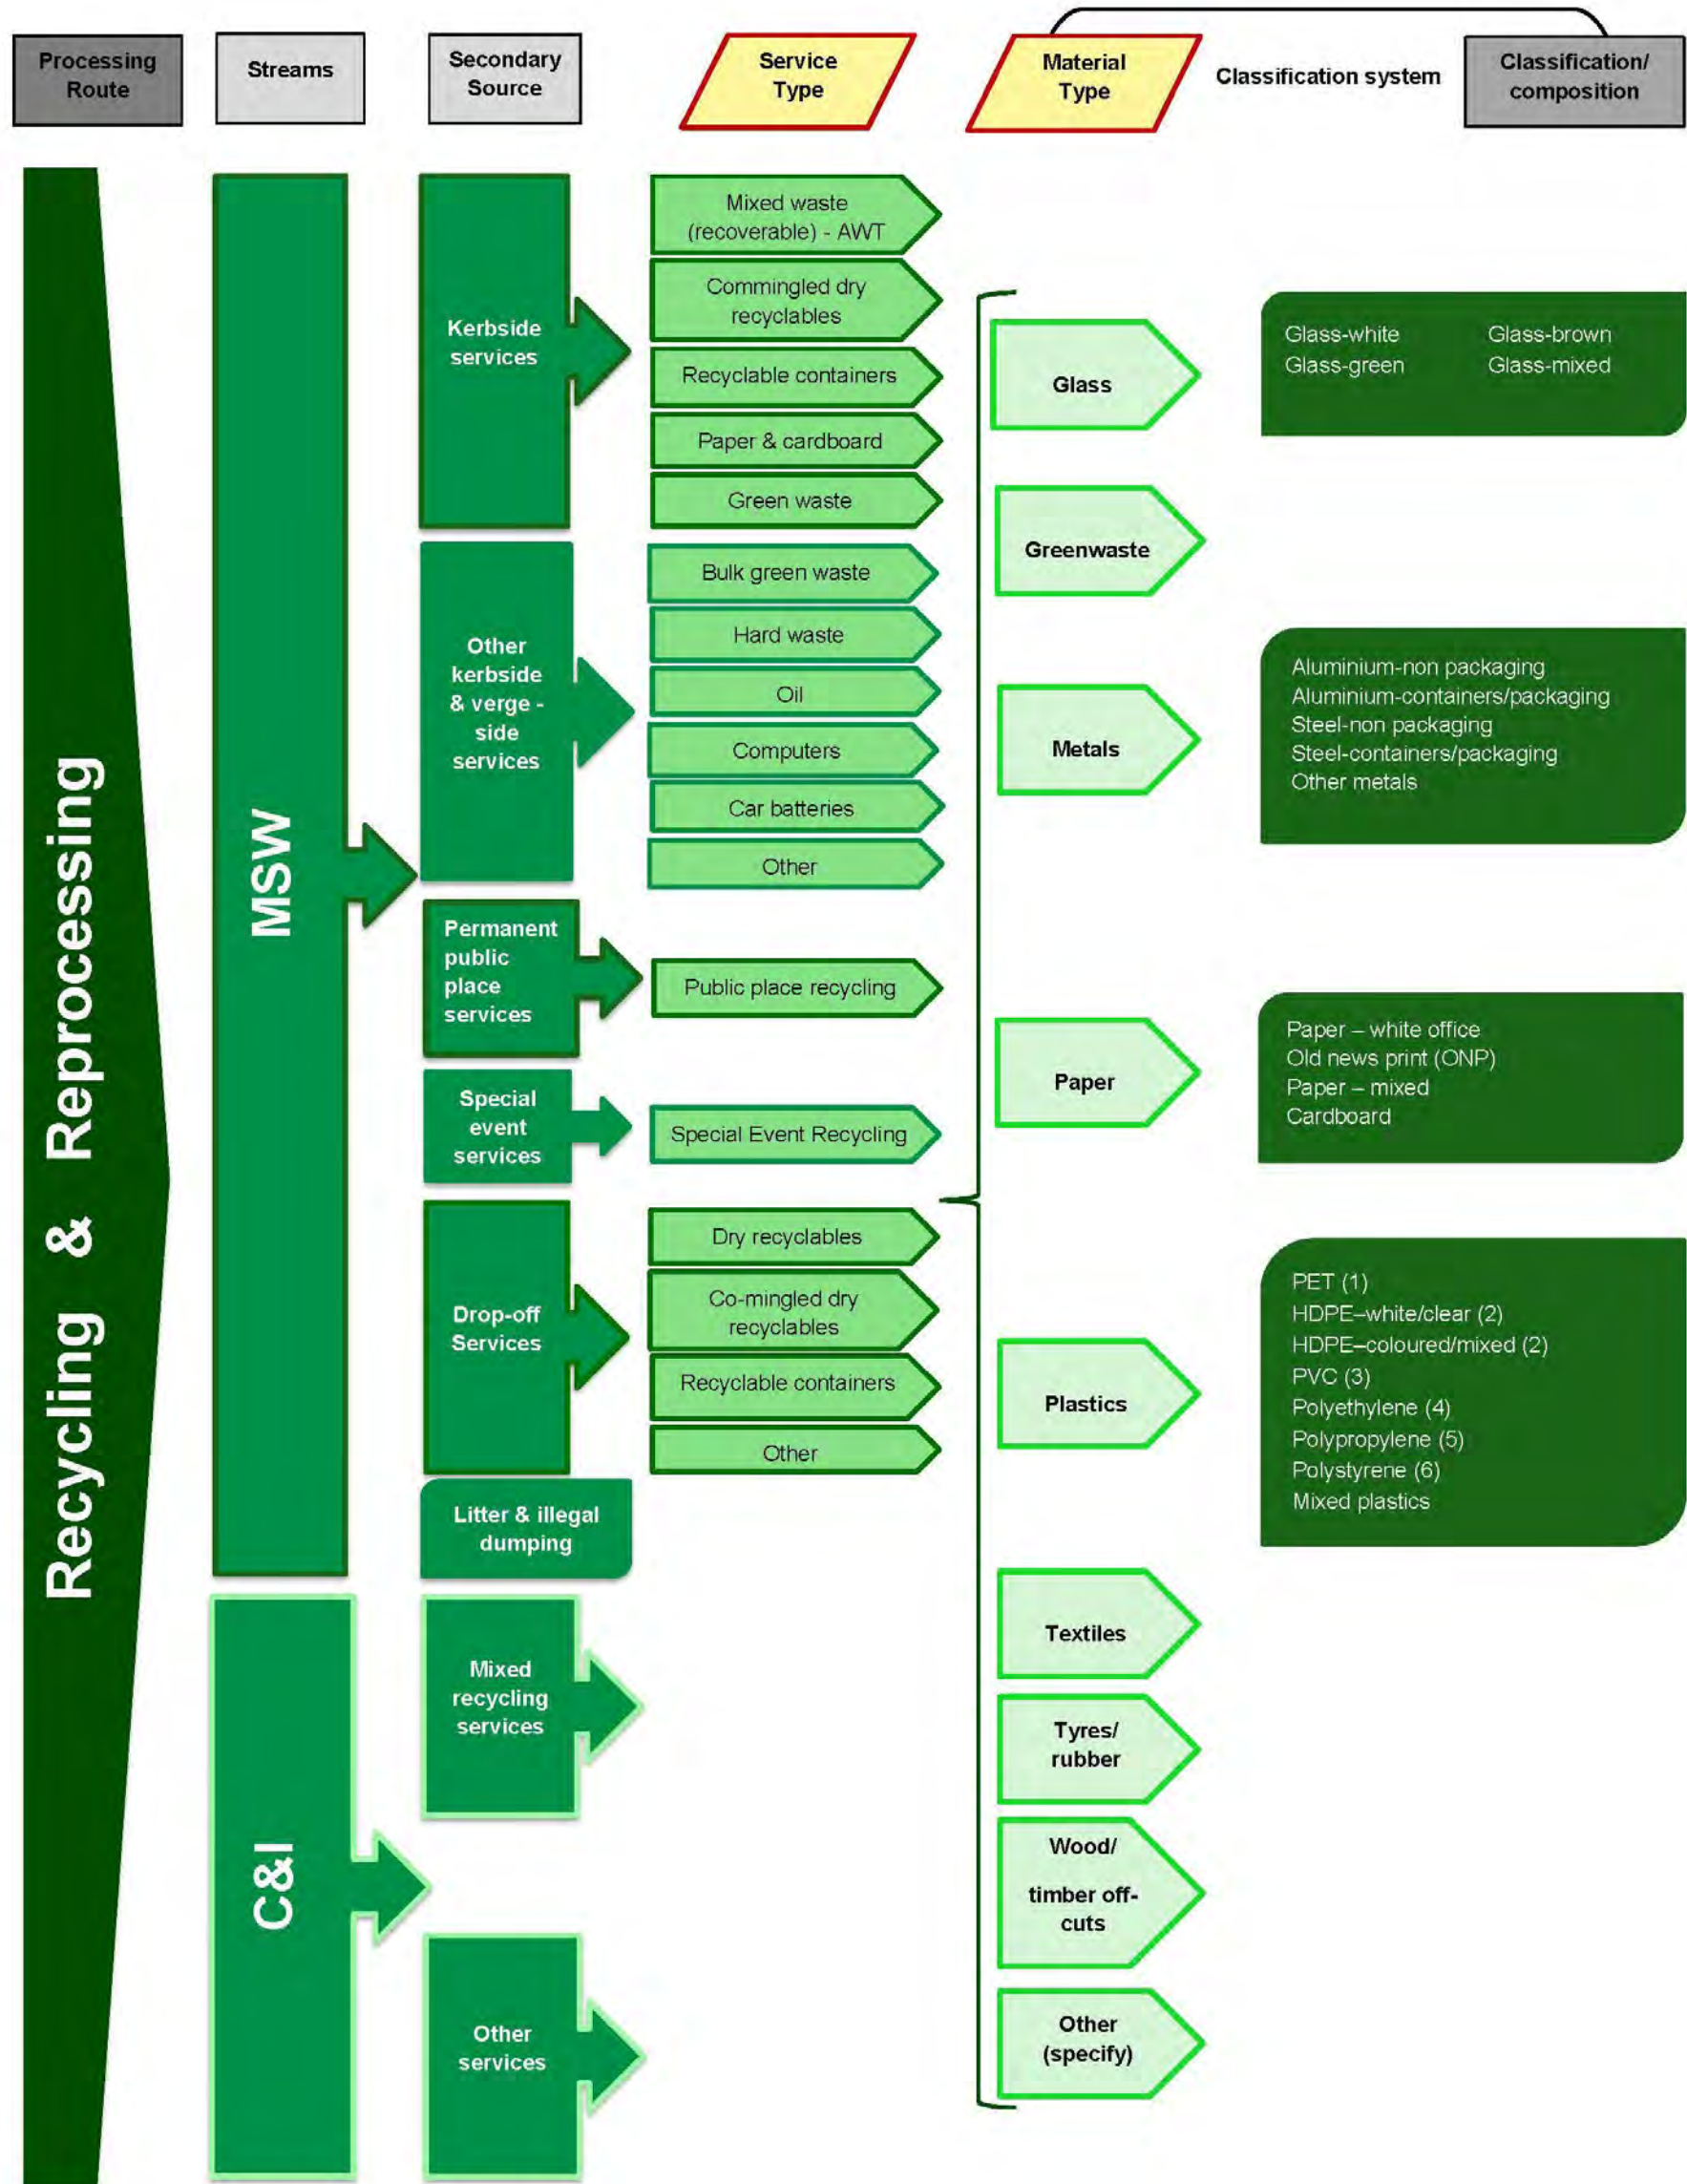 Processing
Route
Streams
Secondary
Source
Service
Type
Material
Type
Classification system
Classification/
composition
Recycling & Reprocessing
MSW
Kerbside
services
Mixed waste
(recoverable) - AWT
Commingled dry
recyclables
Recyclable containers
Paper & cardboard
Green waste
Other
kerbside
& verge -
side
services
Bulk green waste
Hard waste
Oil
Computers
Car batteries
Other
Permanent
public
place
services
Public place recycling
Special
event
services
Special Event Recycling
Drop-off
Services
Dry recyclables
Co-mingled dry
recyclables
Recyclable containers
Other
Litter & illegal
dumping
C&I
Mixed
recycling
services
Other
services
Glass
Glass-white Glass-brown
Glass-green Glass-mixed
Greenwaste
Metals
Aluminium-non packaging
Aluminium-containers/packaging
Steel-non packaging
Steel-containers/packaging
Other metals
Paper
Paper – white office
Old news print (ONP)
Paper – mixed
Cardboard
Plastics
PET (1)
HDPE–white/clear (2)
HDPE–coloured/mixed (2)
PVC (3)
Polyethylene (4)
Polypropylene (5)
Polystyrene (6)
Mixed plastics
Textiles
Tyres/
rubber
Wood/
timber off-
cuts
Other
(specify)